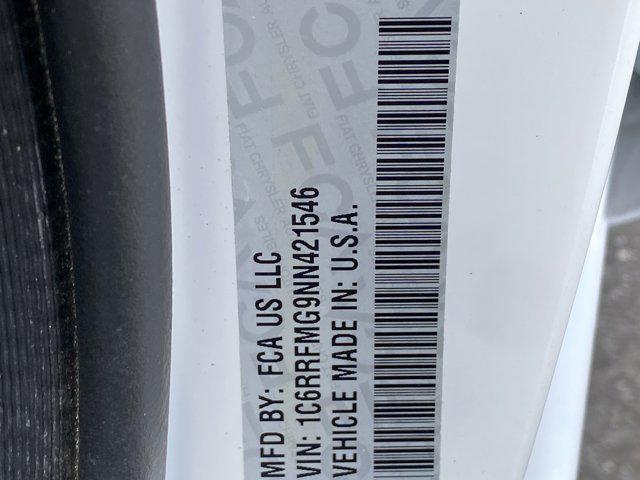 MFD BY: FCA US LLC
VIN: 1C6RRFMG9NN421546
VEHICLE MADE IN: U.S.A.